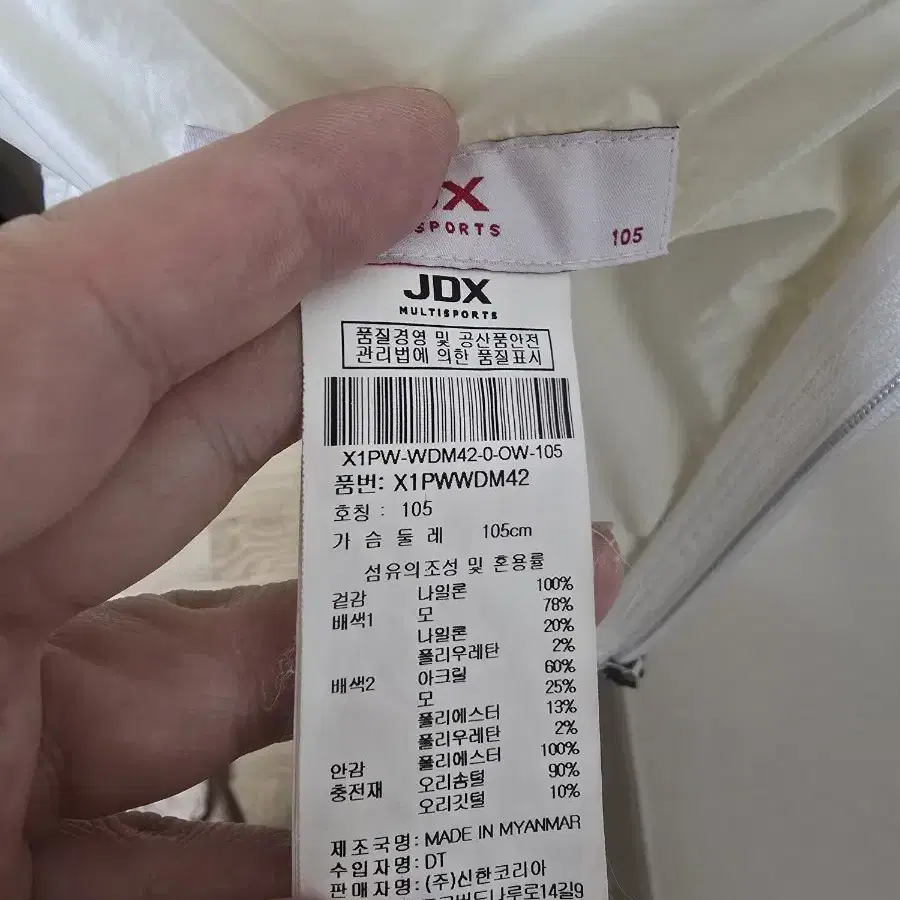 SPORTS
105
JDX
MULTISPORTS
품질경영 및 공산품안전
관리법에 의한 품질표시
X1PW-WDM42-0-OW-105
품번: X1PWWDM42
호칭 : 105
가 슴 둘 레 105cm
섬유의조성 및 혼용률
겉감 나일론 100%
배색1 모 78%
나일론 20%
폴리우레탄 2%
배색2 아크릴 60%
모 25%
폴리에스터 13%
폴리우레탄 2%
안감 폴리에스터 100%
충전재 오리솜털 90%
오리깃털 10%
제조국명: MADE IN MYANMAR
수입자명: DT
판매자명: (주)신한코리아